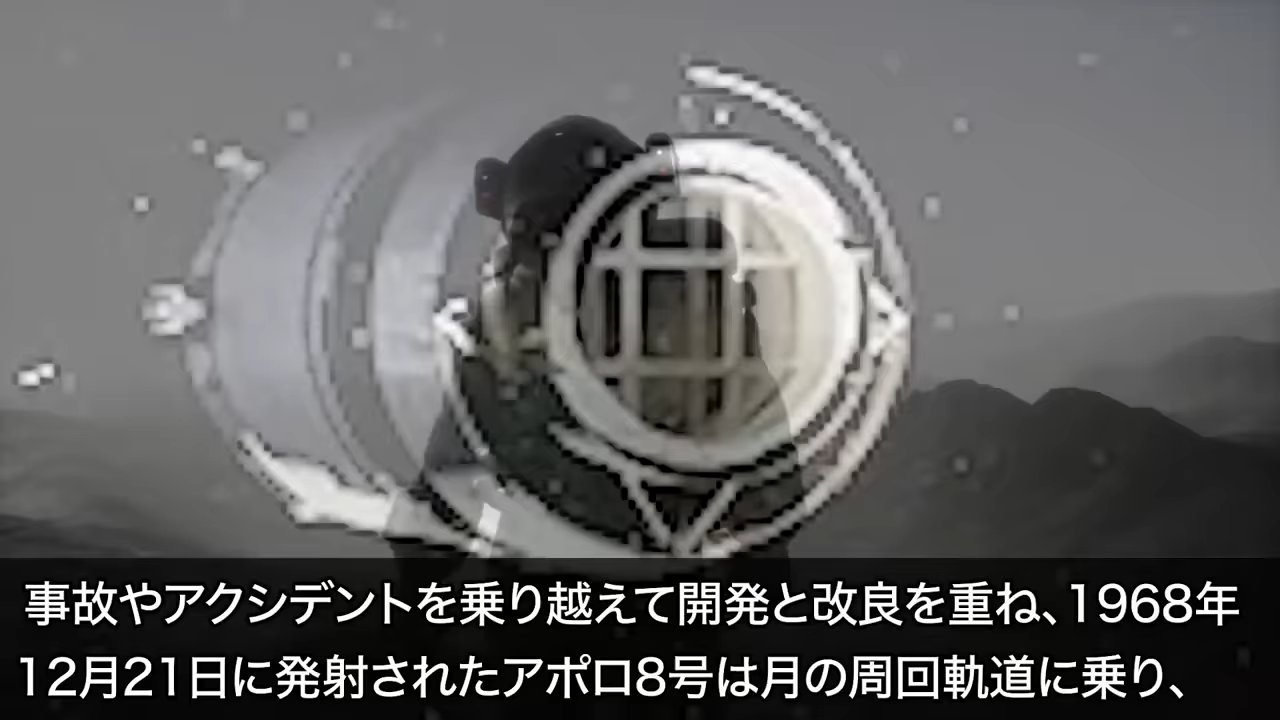 事故やアクシデントを乗り越えて開発と改良を重ね、1968年
12月21日に発射されたアポロ8号は月の周回軌道に乗り、